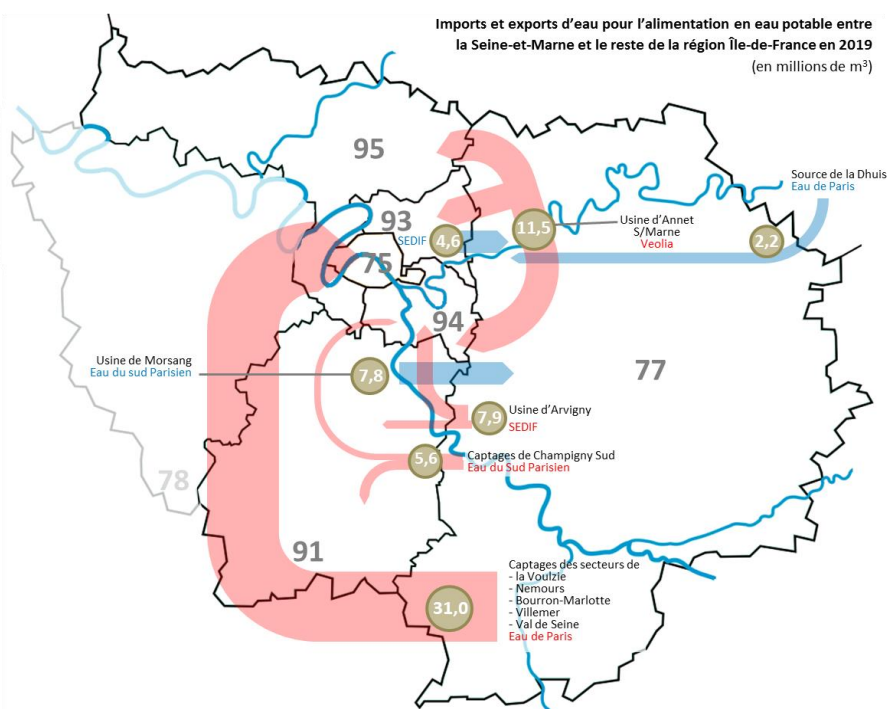 Imports et exports d’eau pour l’alimentation en eau potable entre
la Seine-et-Marne et le reste de la région Île-de-France en 2019
(en millions de m³)
95
Source de la Dhuis
Eau de Paris
93
SEDIF
4,6
11,5
Usine d’Annet
S/Marne
Veolia
2,2
75
94
77
Usine de Morsang
Eau du sud Parisien
7,8
7,9
Usine d’Arvigny
SEDIF
5,6
Captages de Champigny Sud
Eau du Sud Parisien
78
91
Captages des secteurs de
- la Voulzie
- Nemours
- Bourron-Marlotte
- Villemer
- Val de Seine
Eau de Paris
31,0